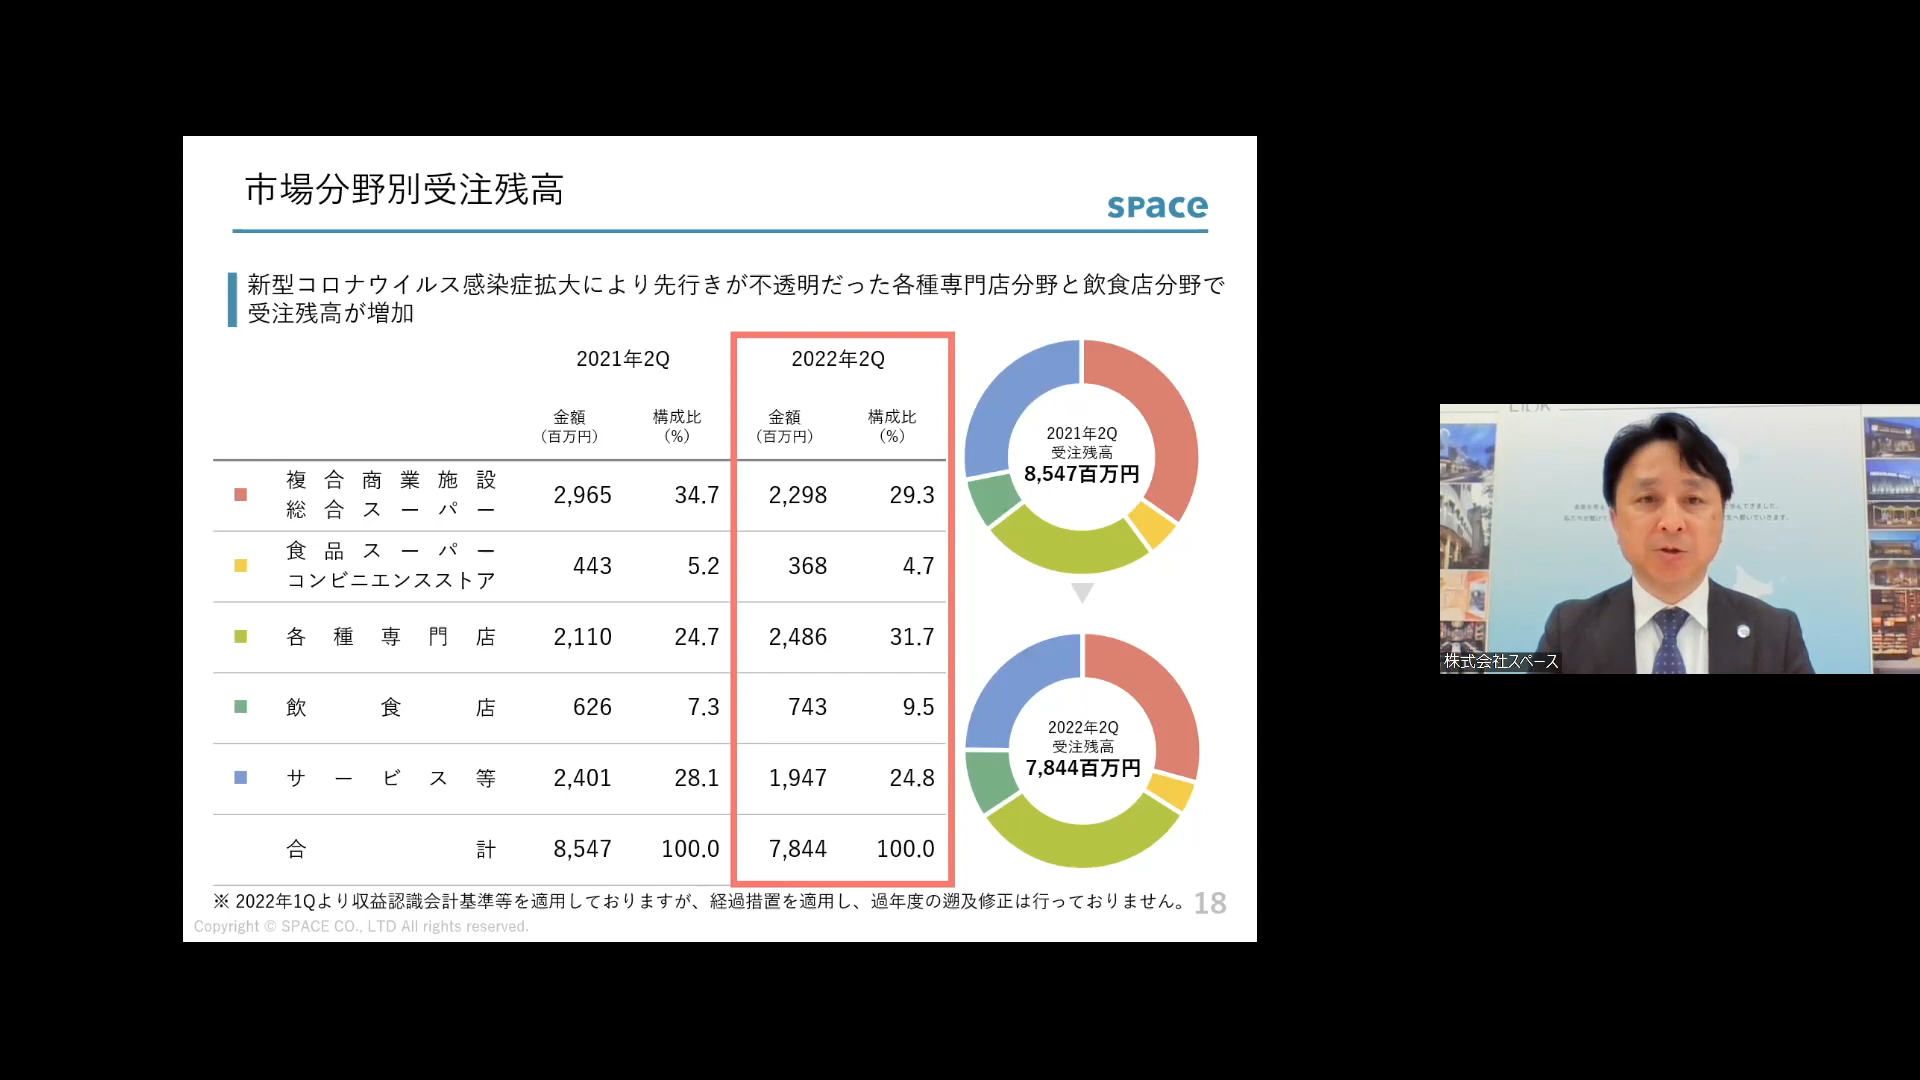 市場分野別受注残高
space
新型コロナウイルス感染症拡大により先行きが不透明だった各種専門店分野と飲食店分野で
受注残高が増加
2021年2Q 2022年2Q
金額 構成比 金額 構成比
（百万円） （％） （百万円） （％）
複合商業施設
総合スーパー
2,965 34.7 2,298 29.3
食品スーパー
コンビニエンスストア
443 5.2 368 4.7
各種専門店 2,110 24.7 2,486 31.7
飲食店 626 7.3 743 9.5
サービス等 2,401 28.1 1,947 24.8
合計 8,547 100.0 7,844 100.0
2021年2Q
受注残高
8,547百万円
2022年2Q
受注残高
7,844百万円
※ 2022年1Qより収益認識会計基準等を適用しておりますが、経過措置を適用し、過年度の遡及修正は行っておりません。
18
Copyright © SPACE CO., LTD All rights reserved.
株式会社スペース